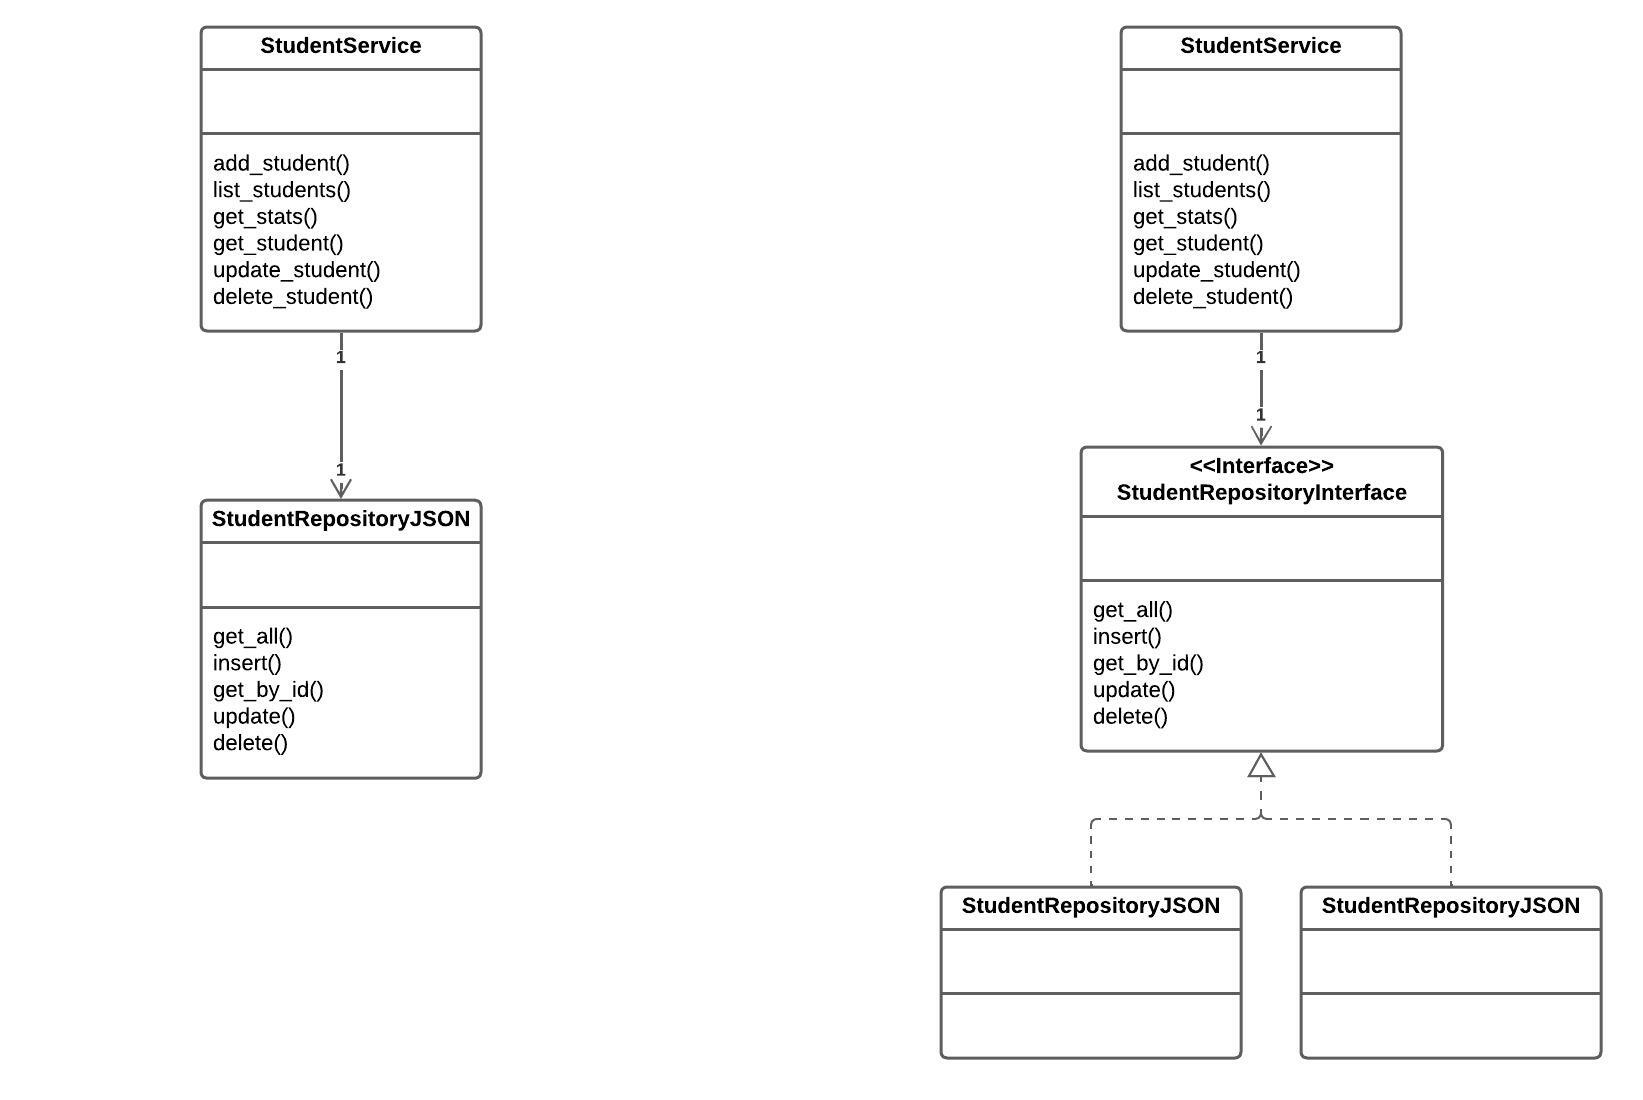 StudentService
add_student()
list_students()
get_stats()
get_student()
update_student()
delete_student()
1
1
StudentRepositoryJSON
get_all()
insert()
get_by_id()
update()
delete()
StudentService
add_student()
list_students()
get_stats()
get_student()
update_student()
delete_student()
1
1
<<Interface>>
StudentRepositoryInterface
get_all()
insert()
get_by_id()
update()
delete()
StudentRepositoryJSON
StudentRepositoryJSON